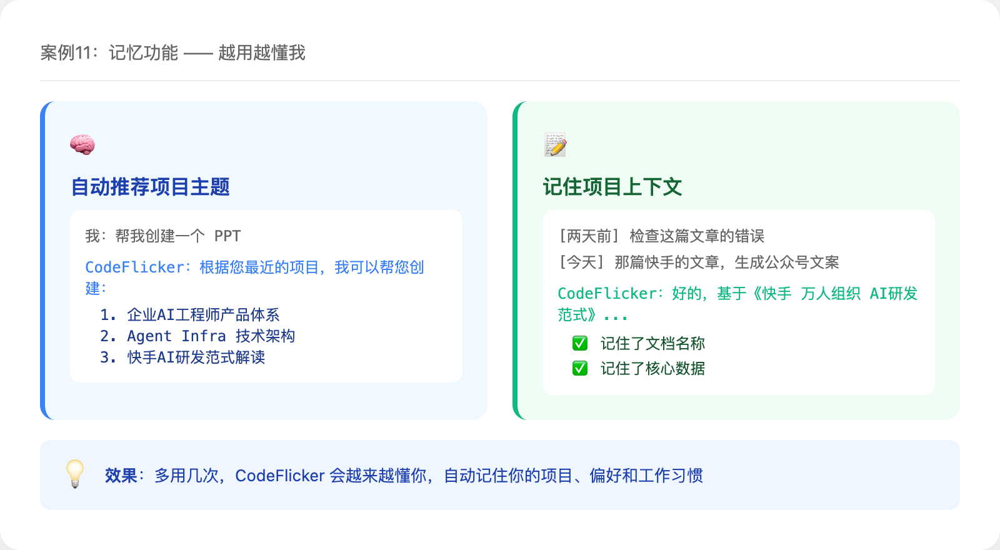 案例11：记忆功能 —— 越用越懂我
自动推荐项目主题
我：帮我创建一个 PPT
CodeFlicker：根据您最近的项目，我可以帮您创
建：
1. 企业AI工程师产品体系
2. Agent Infra 技术架构
3. 快手AI研发范式解读
记住项目上下文
[两天前] 检查这篇文章的错误
[今天] 那篇快手的文章，生成公众号文案
CodeFlicker：好的，基于《快手 万人组织 AI研发
范式》...
✅ 记住了文档名称
✅ 记住了核心数据
效果：多用几次，CodeFlicker 会越来越懂你，自动记住你的项目、偏好和工作习惯